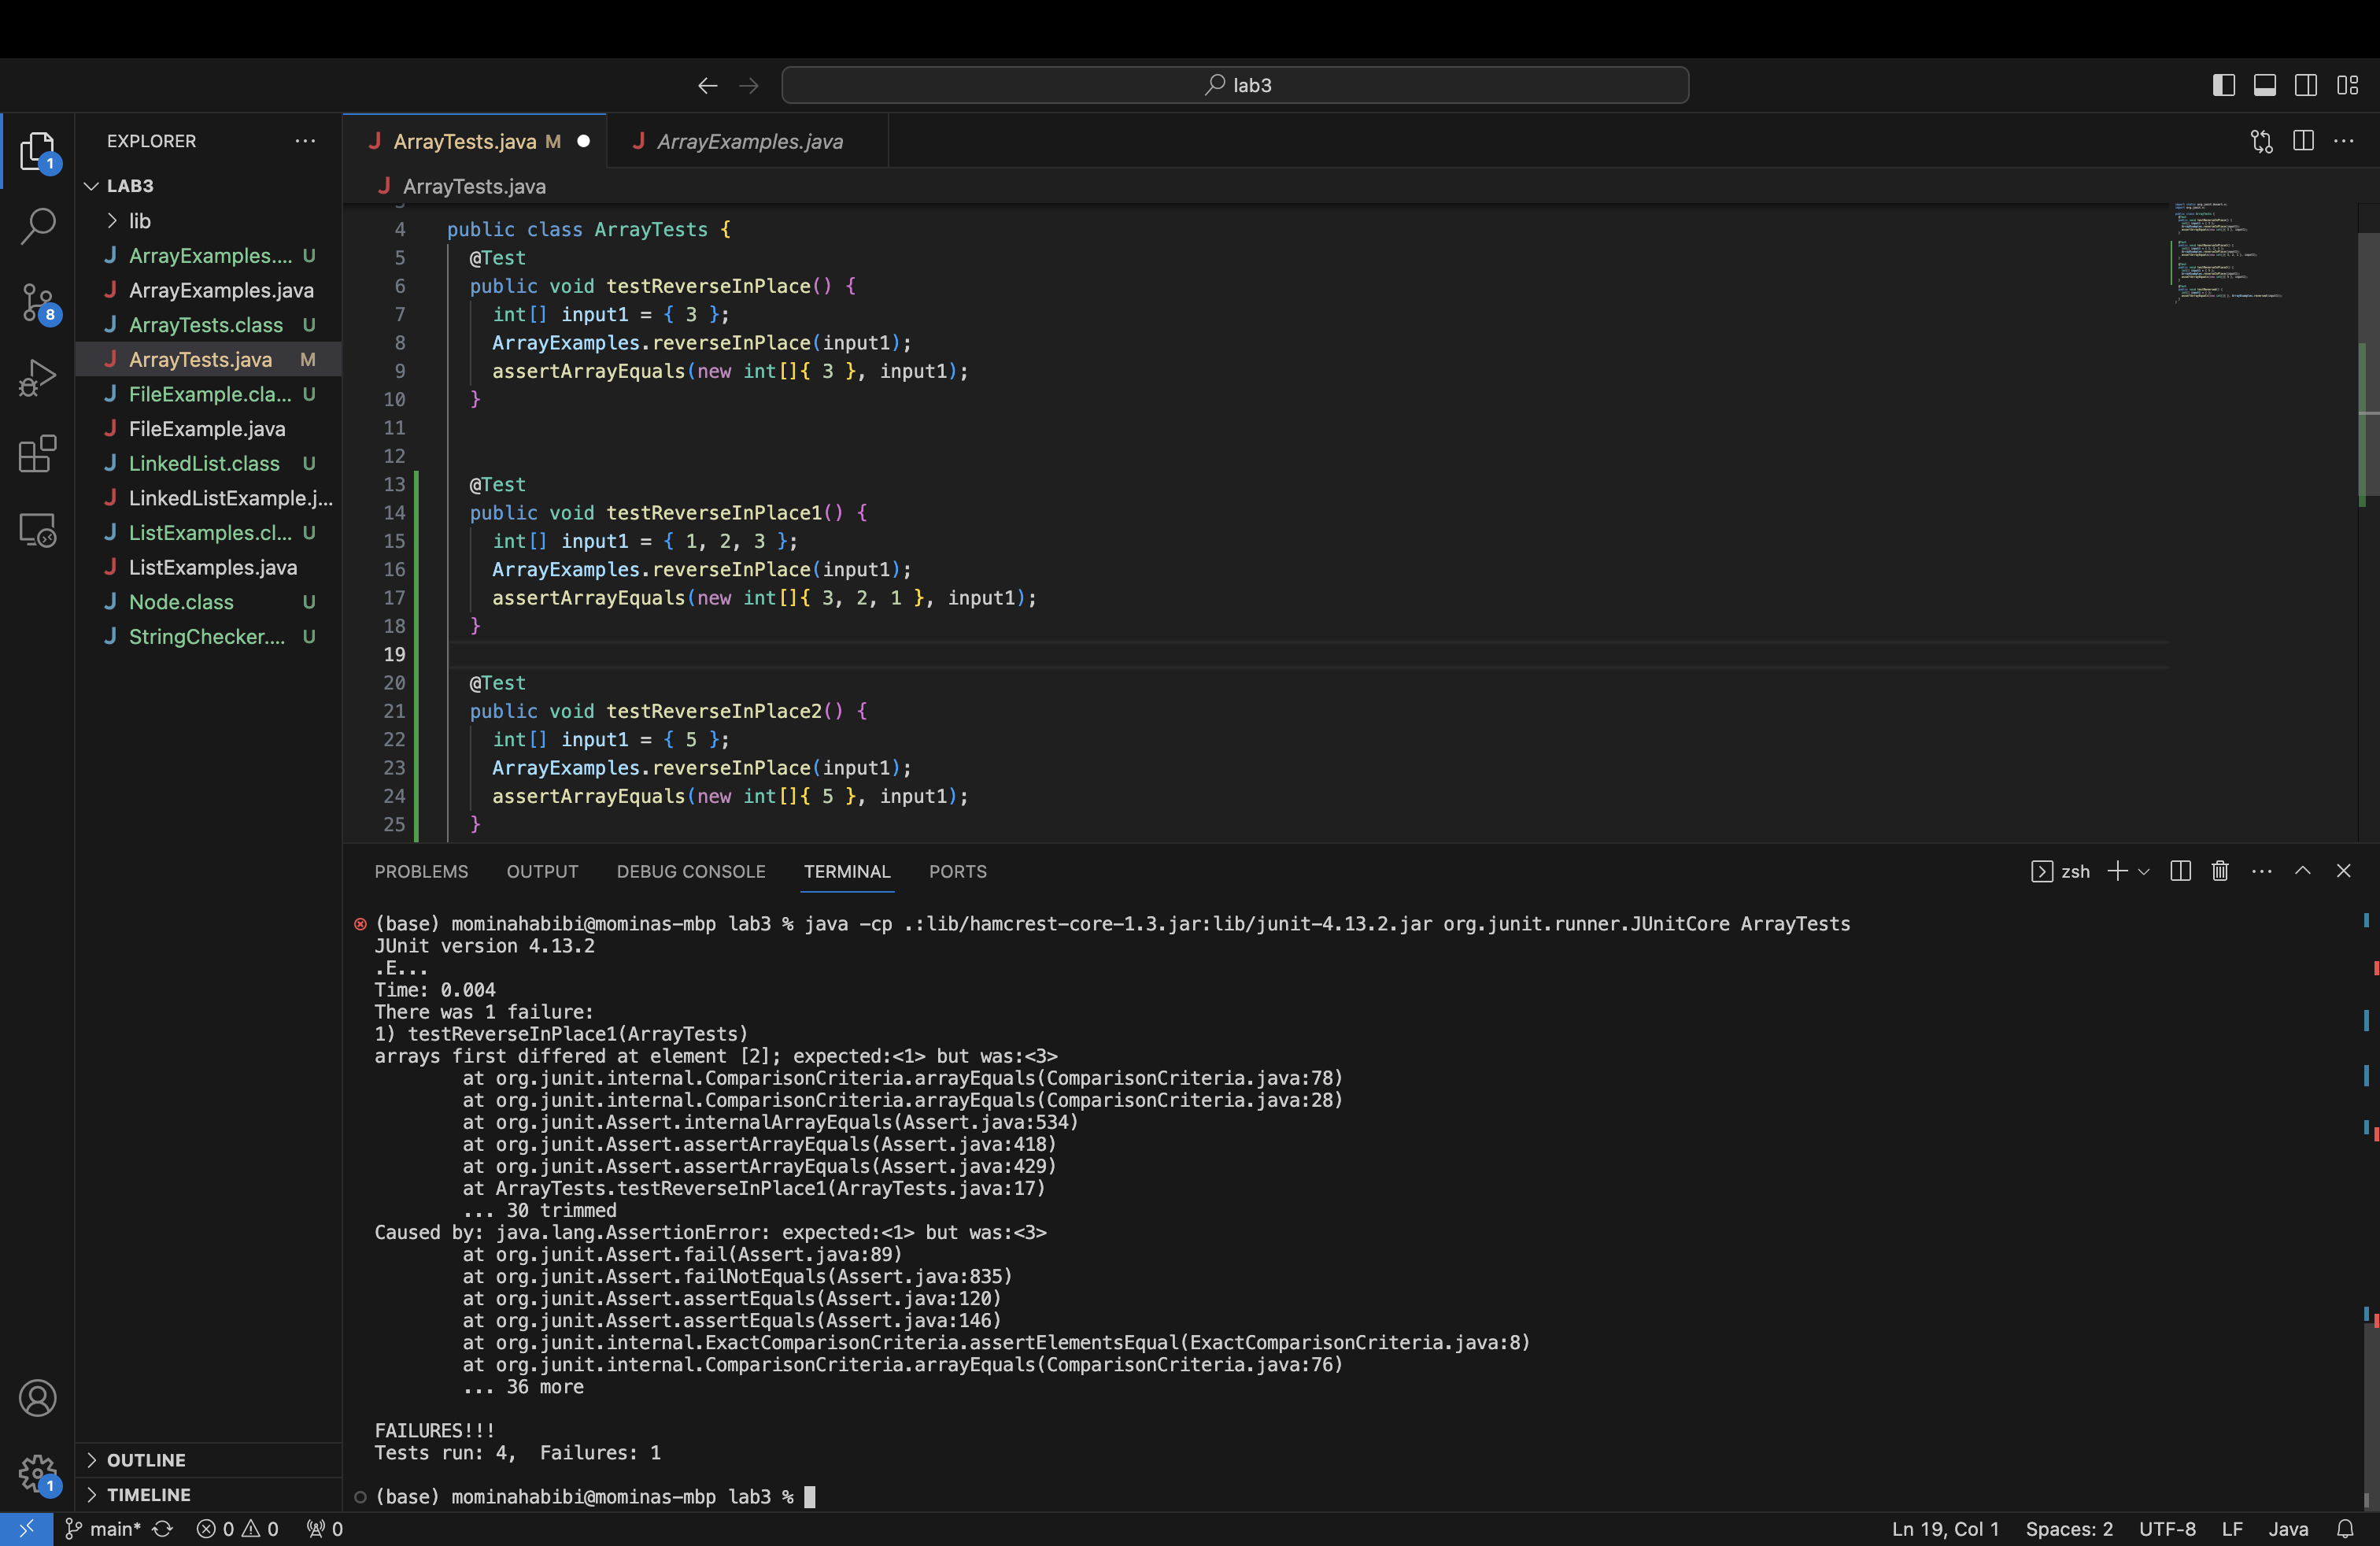 lab3
EXPLORER
LAB3
lib
ArrayExamples.... U
ArrayExamples.java
ArrayTests.class U
ArrayTests.java M
FileExample.cla... U
FileExample.java
LinkedList.class U
LinkedListExample.j...
ListExamples.cl... U
ListExamples.java
Node.class U
StringChecker.... U
OUTLINE
TIMELINE
ArrayTests.java M
ArrayExamples.java
ArrayTests.java
4 public class ArrayTests {
5 @Test
6 public void testReverseInPlace() {
7 int[] input1 = { 3 };
8 ArrayExamples.reverseInPlace(input1);
9 assertArrayEquals(new int[]{ 3 }, input1);
10 }
11
12
13 @Test
14 public void testReverseInPlace1() {
15 int[] input1 = { 1, 2, 3 };
16 ArrayExamples.reverseInPlace(input1);
17 assertArrayEquals(new int[]{ 3, 2, 1 }, input1);
18 }
19
20 @Test
21 public void testReverseInPlace2() {
22 int[] input1 = { 5 };
23 ArrayExamples.reverseInPlace(input1);
24 assertArrayEquals(new int[]{ 5 }, input1);
25 }
PROBLEMS OUTPUT DEBUG CONSOLE TERMINAL PORTS
zsh
(base) mominahabibi@mominas-mbp lab3 % java -cp .:lib/hamcrest-core-1.3.jar:lib/junit-4.13.2.jar org.junit.runner.JUnitCore ArrayTests
JUnit version 4.13.2
.E...
Time: 0.004
There was 1 failure:
1) testReverseInPlace1(ArrayTests)
arrays first differed at element [2]; expected:<1> but was:<3>
at org.junit.internal.ComparisonCriteria.arrayEquals(ComparisonCriteria.java:78)
at org.junit.internal.ComparisonCriteria.arrayEquals(ComparisonCriteria.java:28)
at org.junit.Assert.internalArrayEquals(Assert.java:534)
at org.junit.Assert.assertArrayEquals(Assert.java:418)
at org.junit.Assert.assertArrayEquals(Assert.java:429)
at ArrayTests.testReverseInPlace1(ArrayTests.java:17)
... 30 trimmed
Caused by: java.lang.AssertionError: expected:<1> but was:<3>
at org.junit.Assert.fail(Assert.java:89)
at org.junit.Assert.failNotEquals(Assert.java:835)
at org.junit.Assert.assertEquals(Assert.java:120)
at org.junit.Assert.assertEquals(Assert.java:146)
at org.junit.internal.ExactComparisonCriteria.assertElementsEqual(ExactComparisonCriteria.java:8)
at org.junit.internal.ComparisonCriteria.arrayEquals(ComparisonCriteria.java:76)
... 36 more
FAILURES!!!
Tests run: 4,  Failures: 1
(base) mominahabibi@mominas-mbp lab3 %
1
8
1
main* 0 0 0
Ln 19, Col 1 Spaces: 2 UTF-8 LF Java